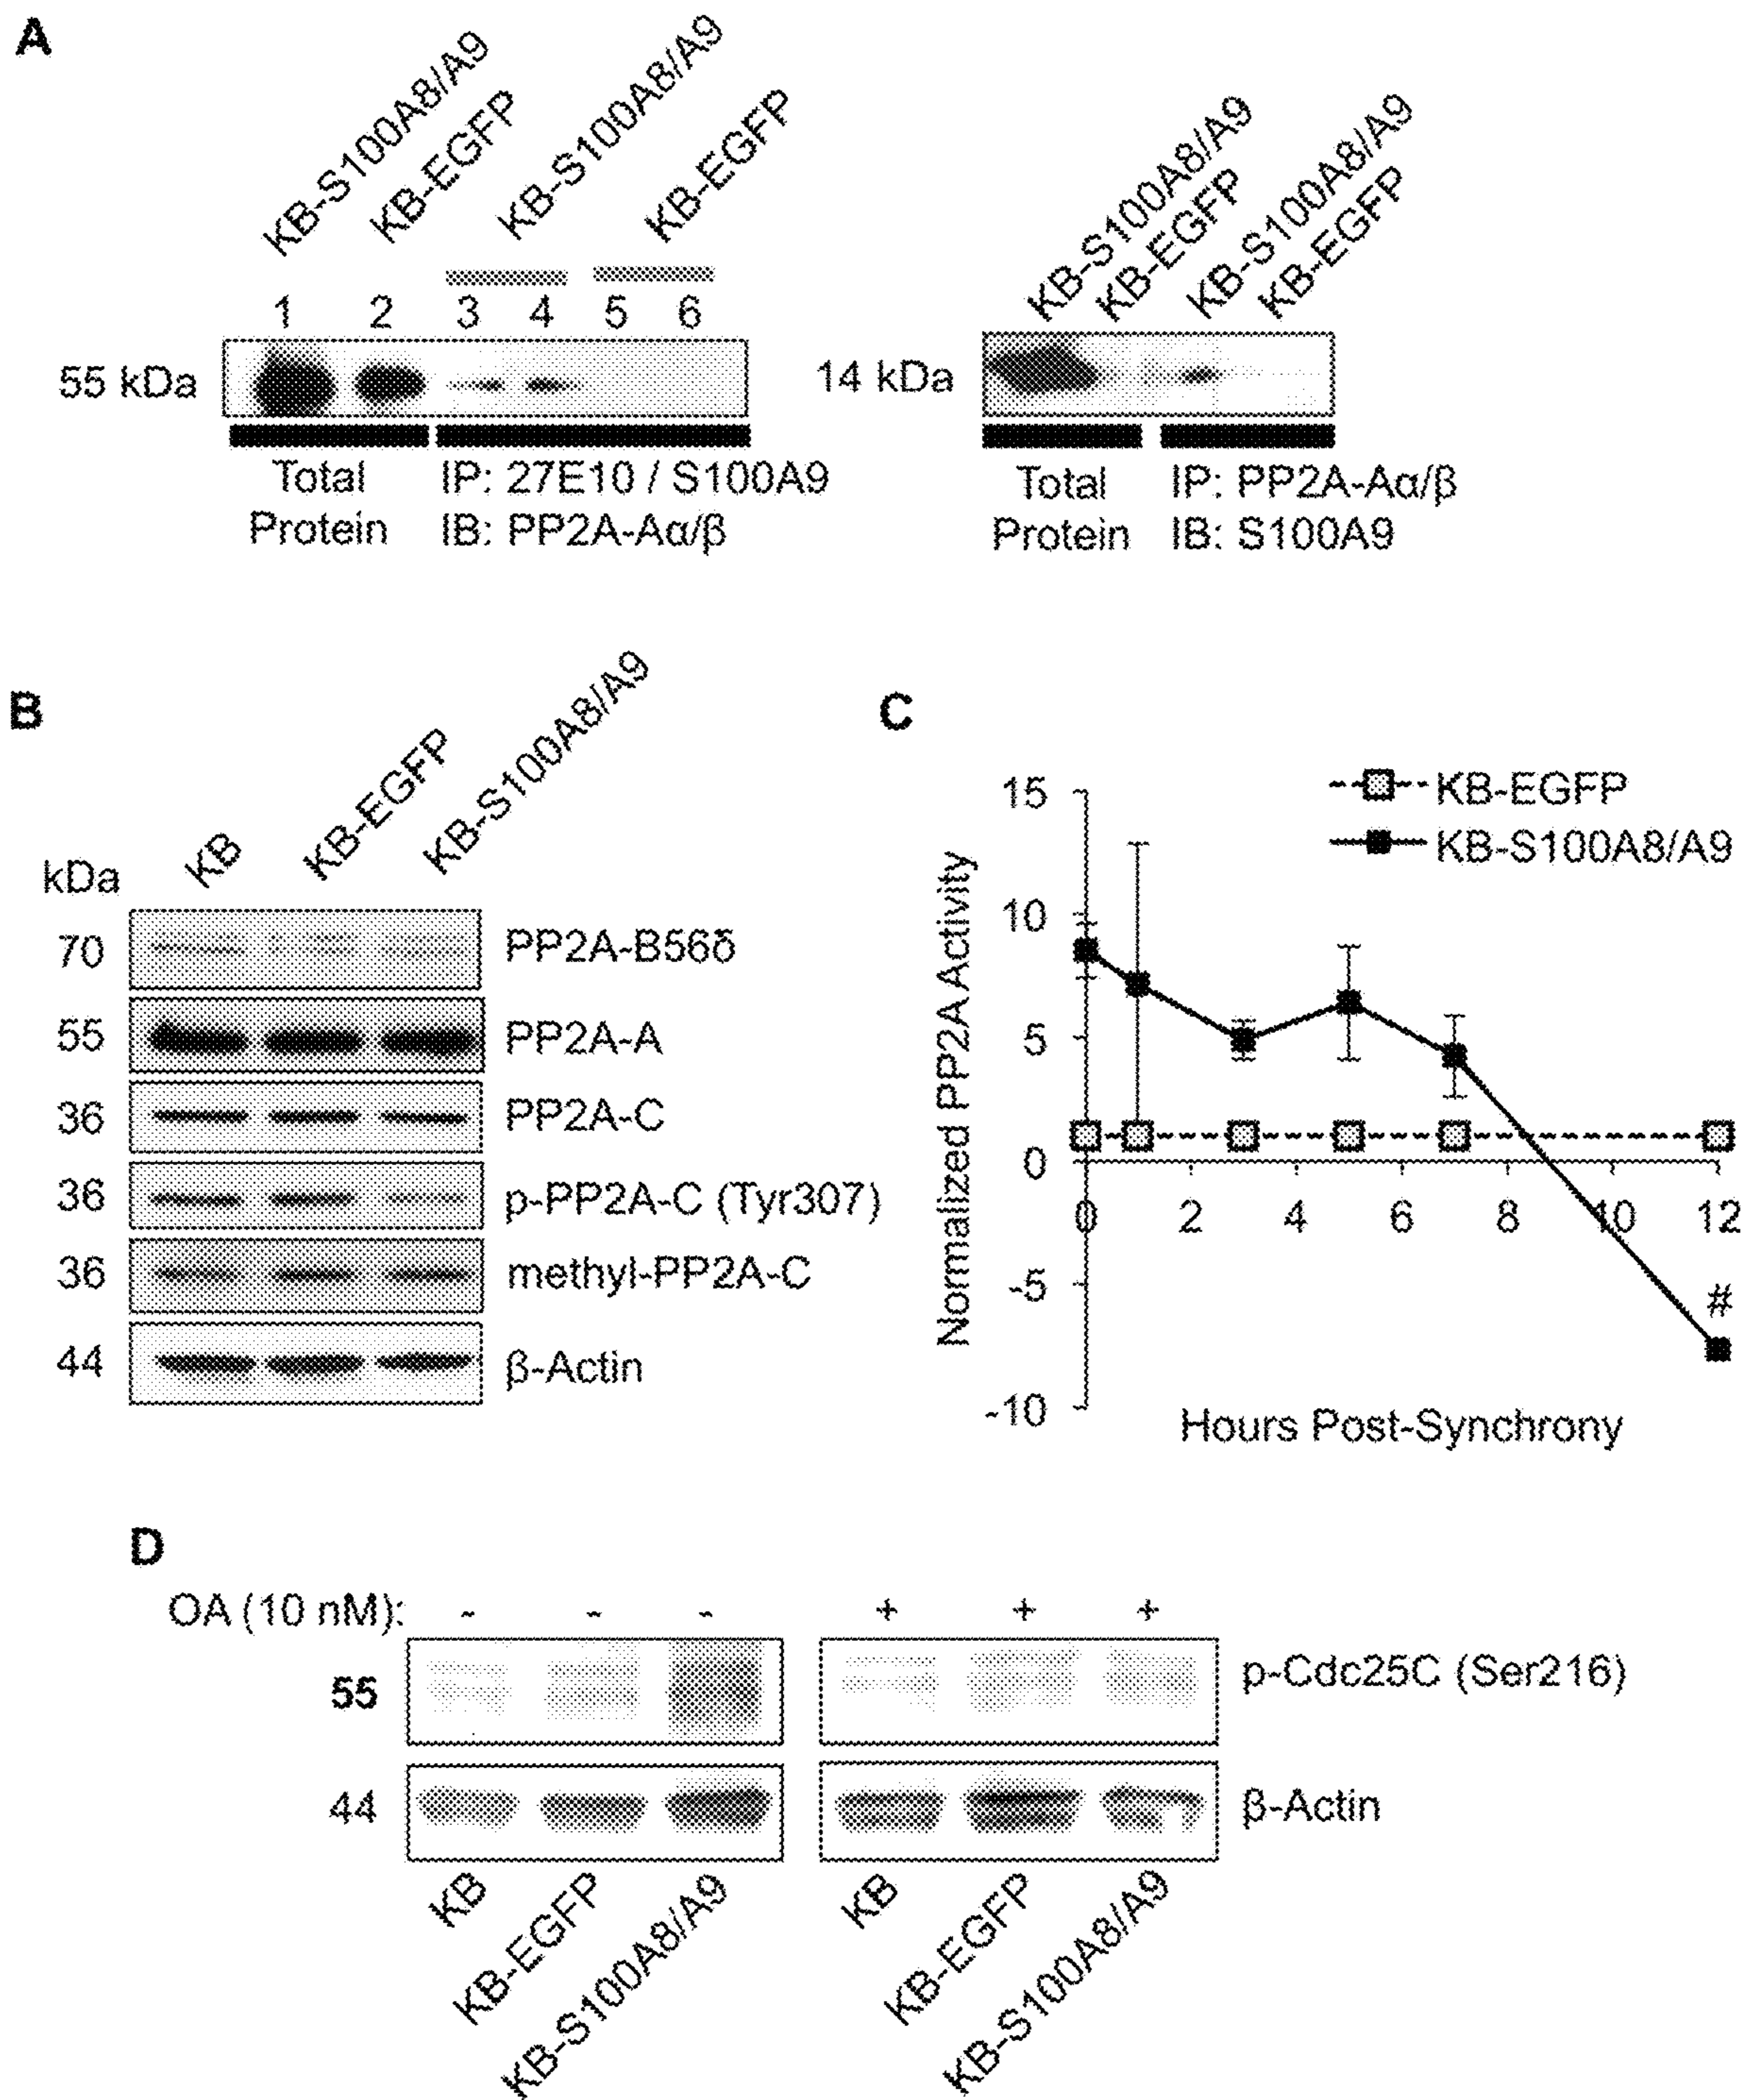 A
KB-S100A8/A9
KB-EGFP
KB-S100A8/A9
KB-EGFP
1 2 3 4 5 6
55 kDa
Total
Protein
IP: 27E10 / S100A9
IB: PP2A-Aα/β
KB-S100A8/A9
KB-EGFP
KB-S100A8/A9
KB-EGFP
14 kDa
Total
Protein
IP: PP2A-Aα/β
IB: S100A9
B
KB
KB-EGFP
KB-S100A8/A9
kDa
70 PP2A-B56δ
55 PP2A-A
36 PP2A-C
36 p-PP2A-C (Tyr307)
36 methyl-PP2A-C
44 β-Actin
C
KB-EGFP
KB-S100A8/A9
Normalized PP2A Activity
15
10
5
0
-5
-10
0 2 4 6 8 10 12
#
Hours Post-Synchrony
D
OA (10 nM): - - - + + +
55 p-Cdc25C (Ser216)
44 β-Actin
KB
KB-EGFP
KB-S100A8/A9
KB
KB-EGFP
KB-S100A8/A9